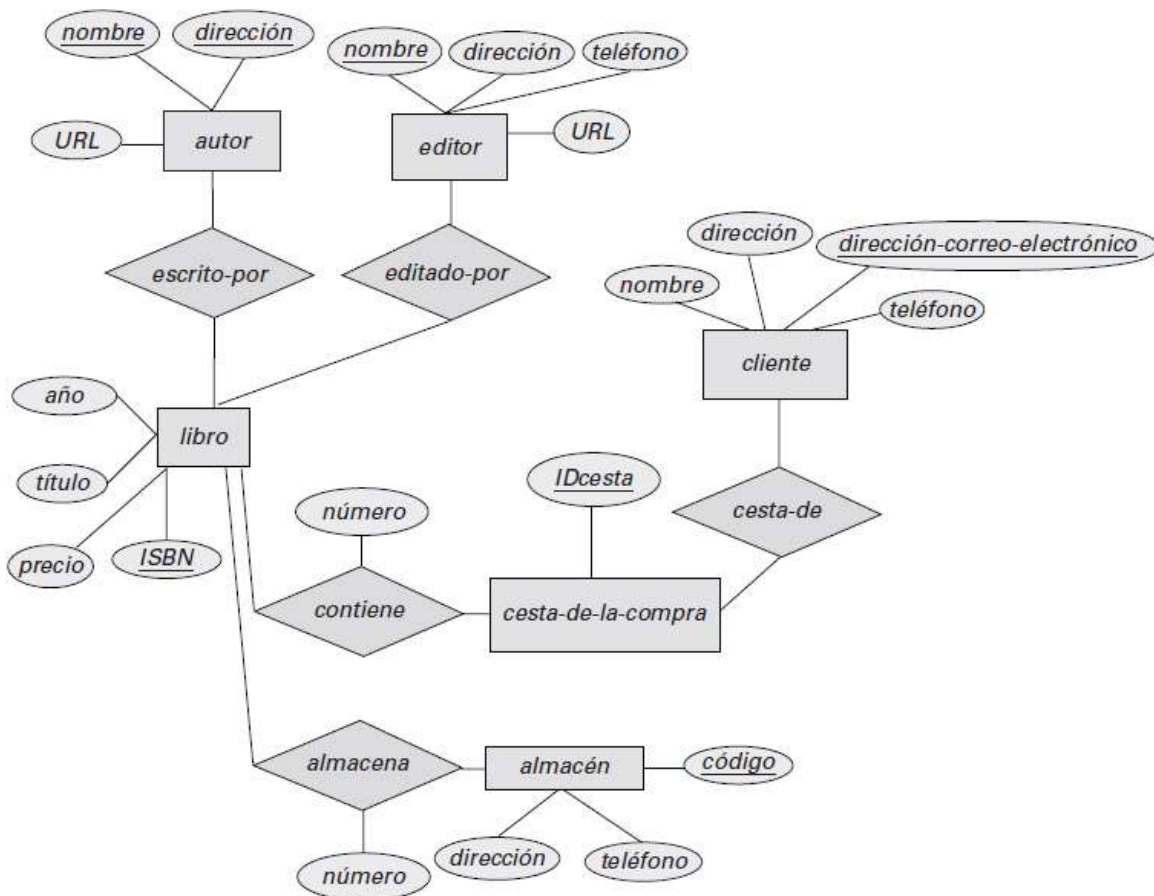 nombre
dirección
URL
autor
nombre
dirección
teléfono
editor
URL
escrito-por
editado-por
dirección
dirección-correo-electrónico
nombre
teléfono
cliente
año
libro
título
precio
ISBN
IDcesta
cesta-de
número
contiene
cesta-de-la-compra
almacena
almacén
código
número
dirección
teléfono